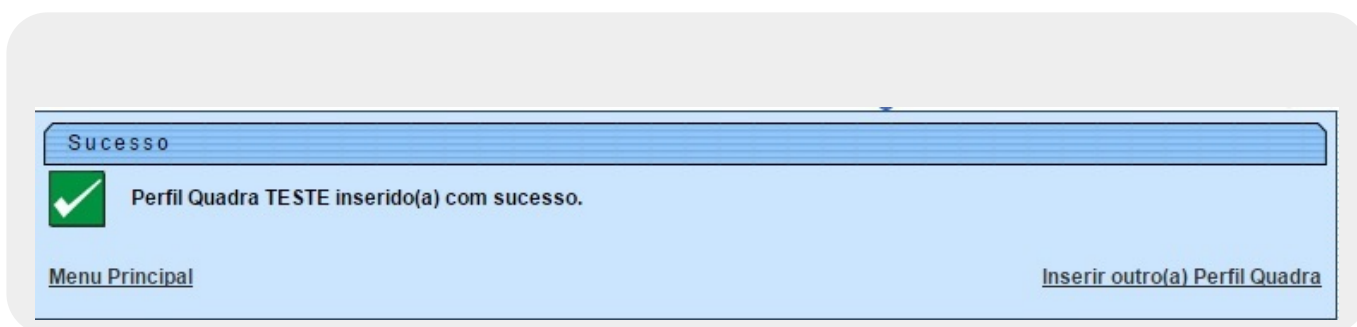 Sucesso
Perfil Quadra TESTE inserido(a) com sucesso.
Menu Principal
Inserir outro(a) Perfil Quadra